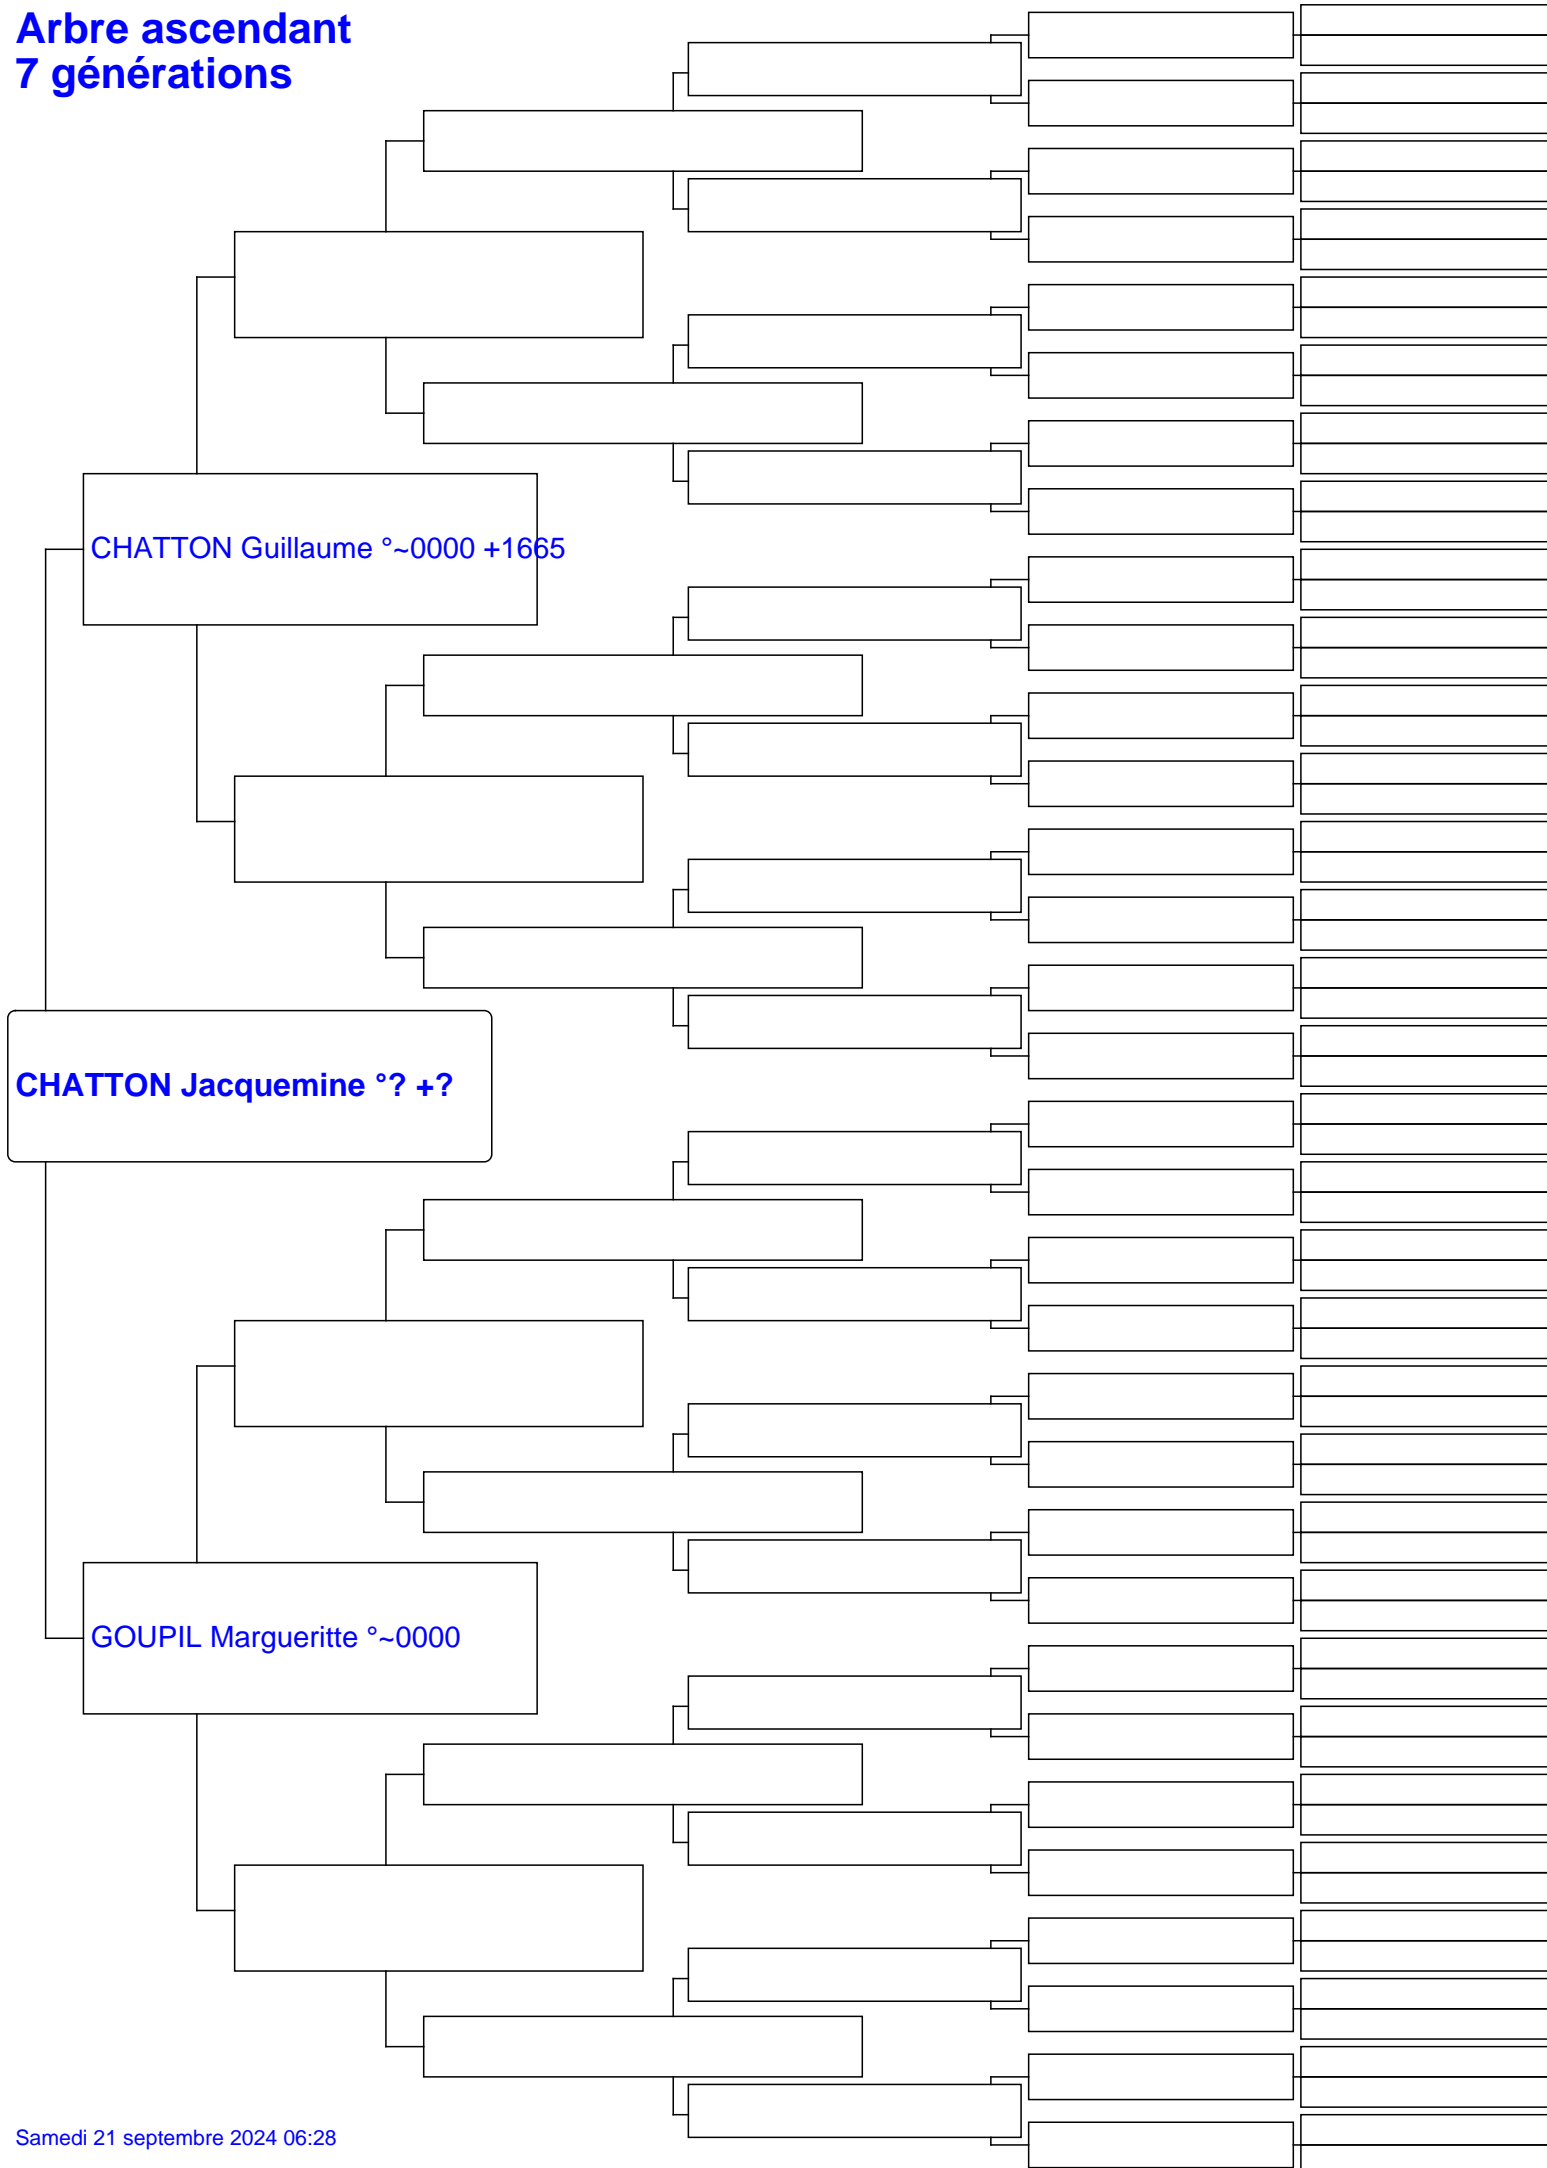 Arbre ascendant
7 générations
CHATTON Guillaume °~0000 +1665
CHATTON Jacquemine °? +?
GOUPIL Margueritte °~0000
Samedi 21 septembre 2024 06:28